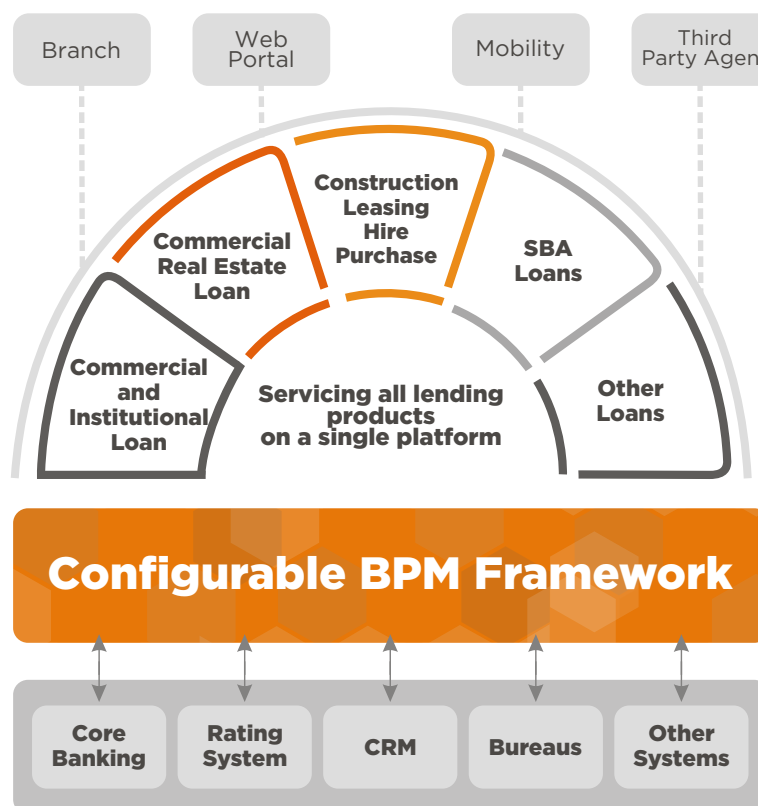 Branch
Web
Portal
Mobility
Third
Party Agen
Construction
Leasing
Hire
Purchase
Commercial
Real Estate
Loan
SBA
Loans
Commercial
and
Institutional
Loan
Other
Loans
Servicing all lending
products
on a single platform
Configurable BPM Framework
Core
Banking
Rating
System
CRM
Bureaus
Other
Systems